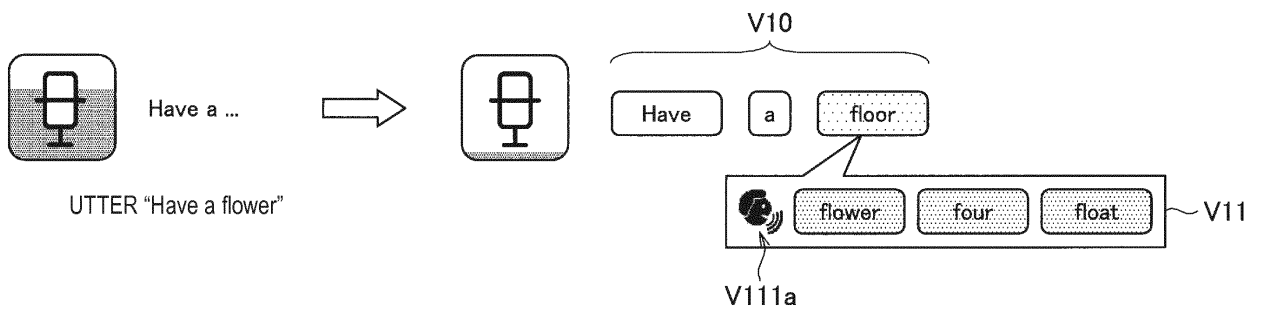 V10
Have a ...
Have a floor
UTTER “Have a flower”
flower four float
V11
V111a